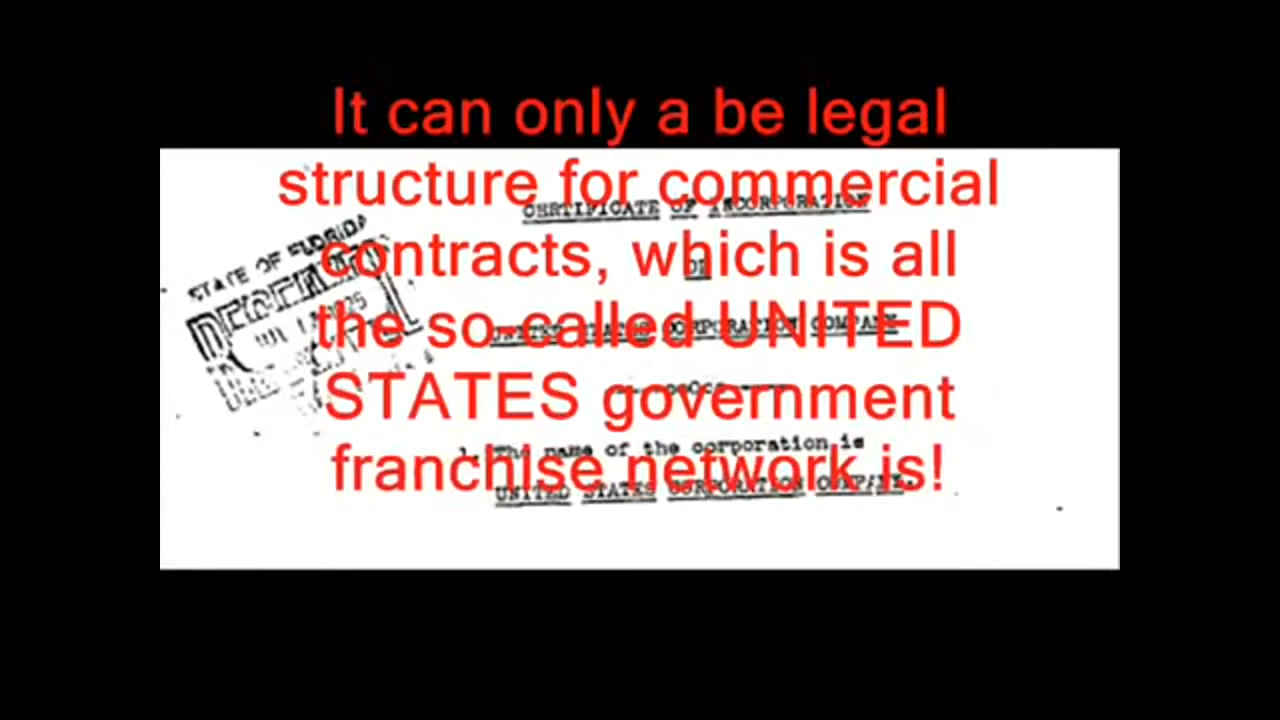 It can only a be legal
structure for commercial
CERTIFICATE OF INCORPORATION
contracts, which is all
STATE OF FLORIDA
the so-called UNITED
UNITED STATES CORPORATION COMPANY
STATES government
1. The name of the corporation is
franchise network is!
UNITED STATES CORPORATION COMPANY.